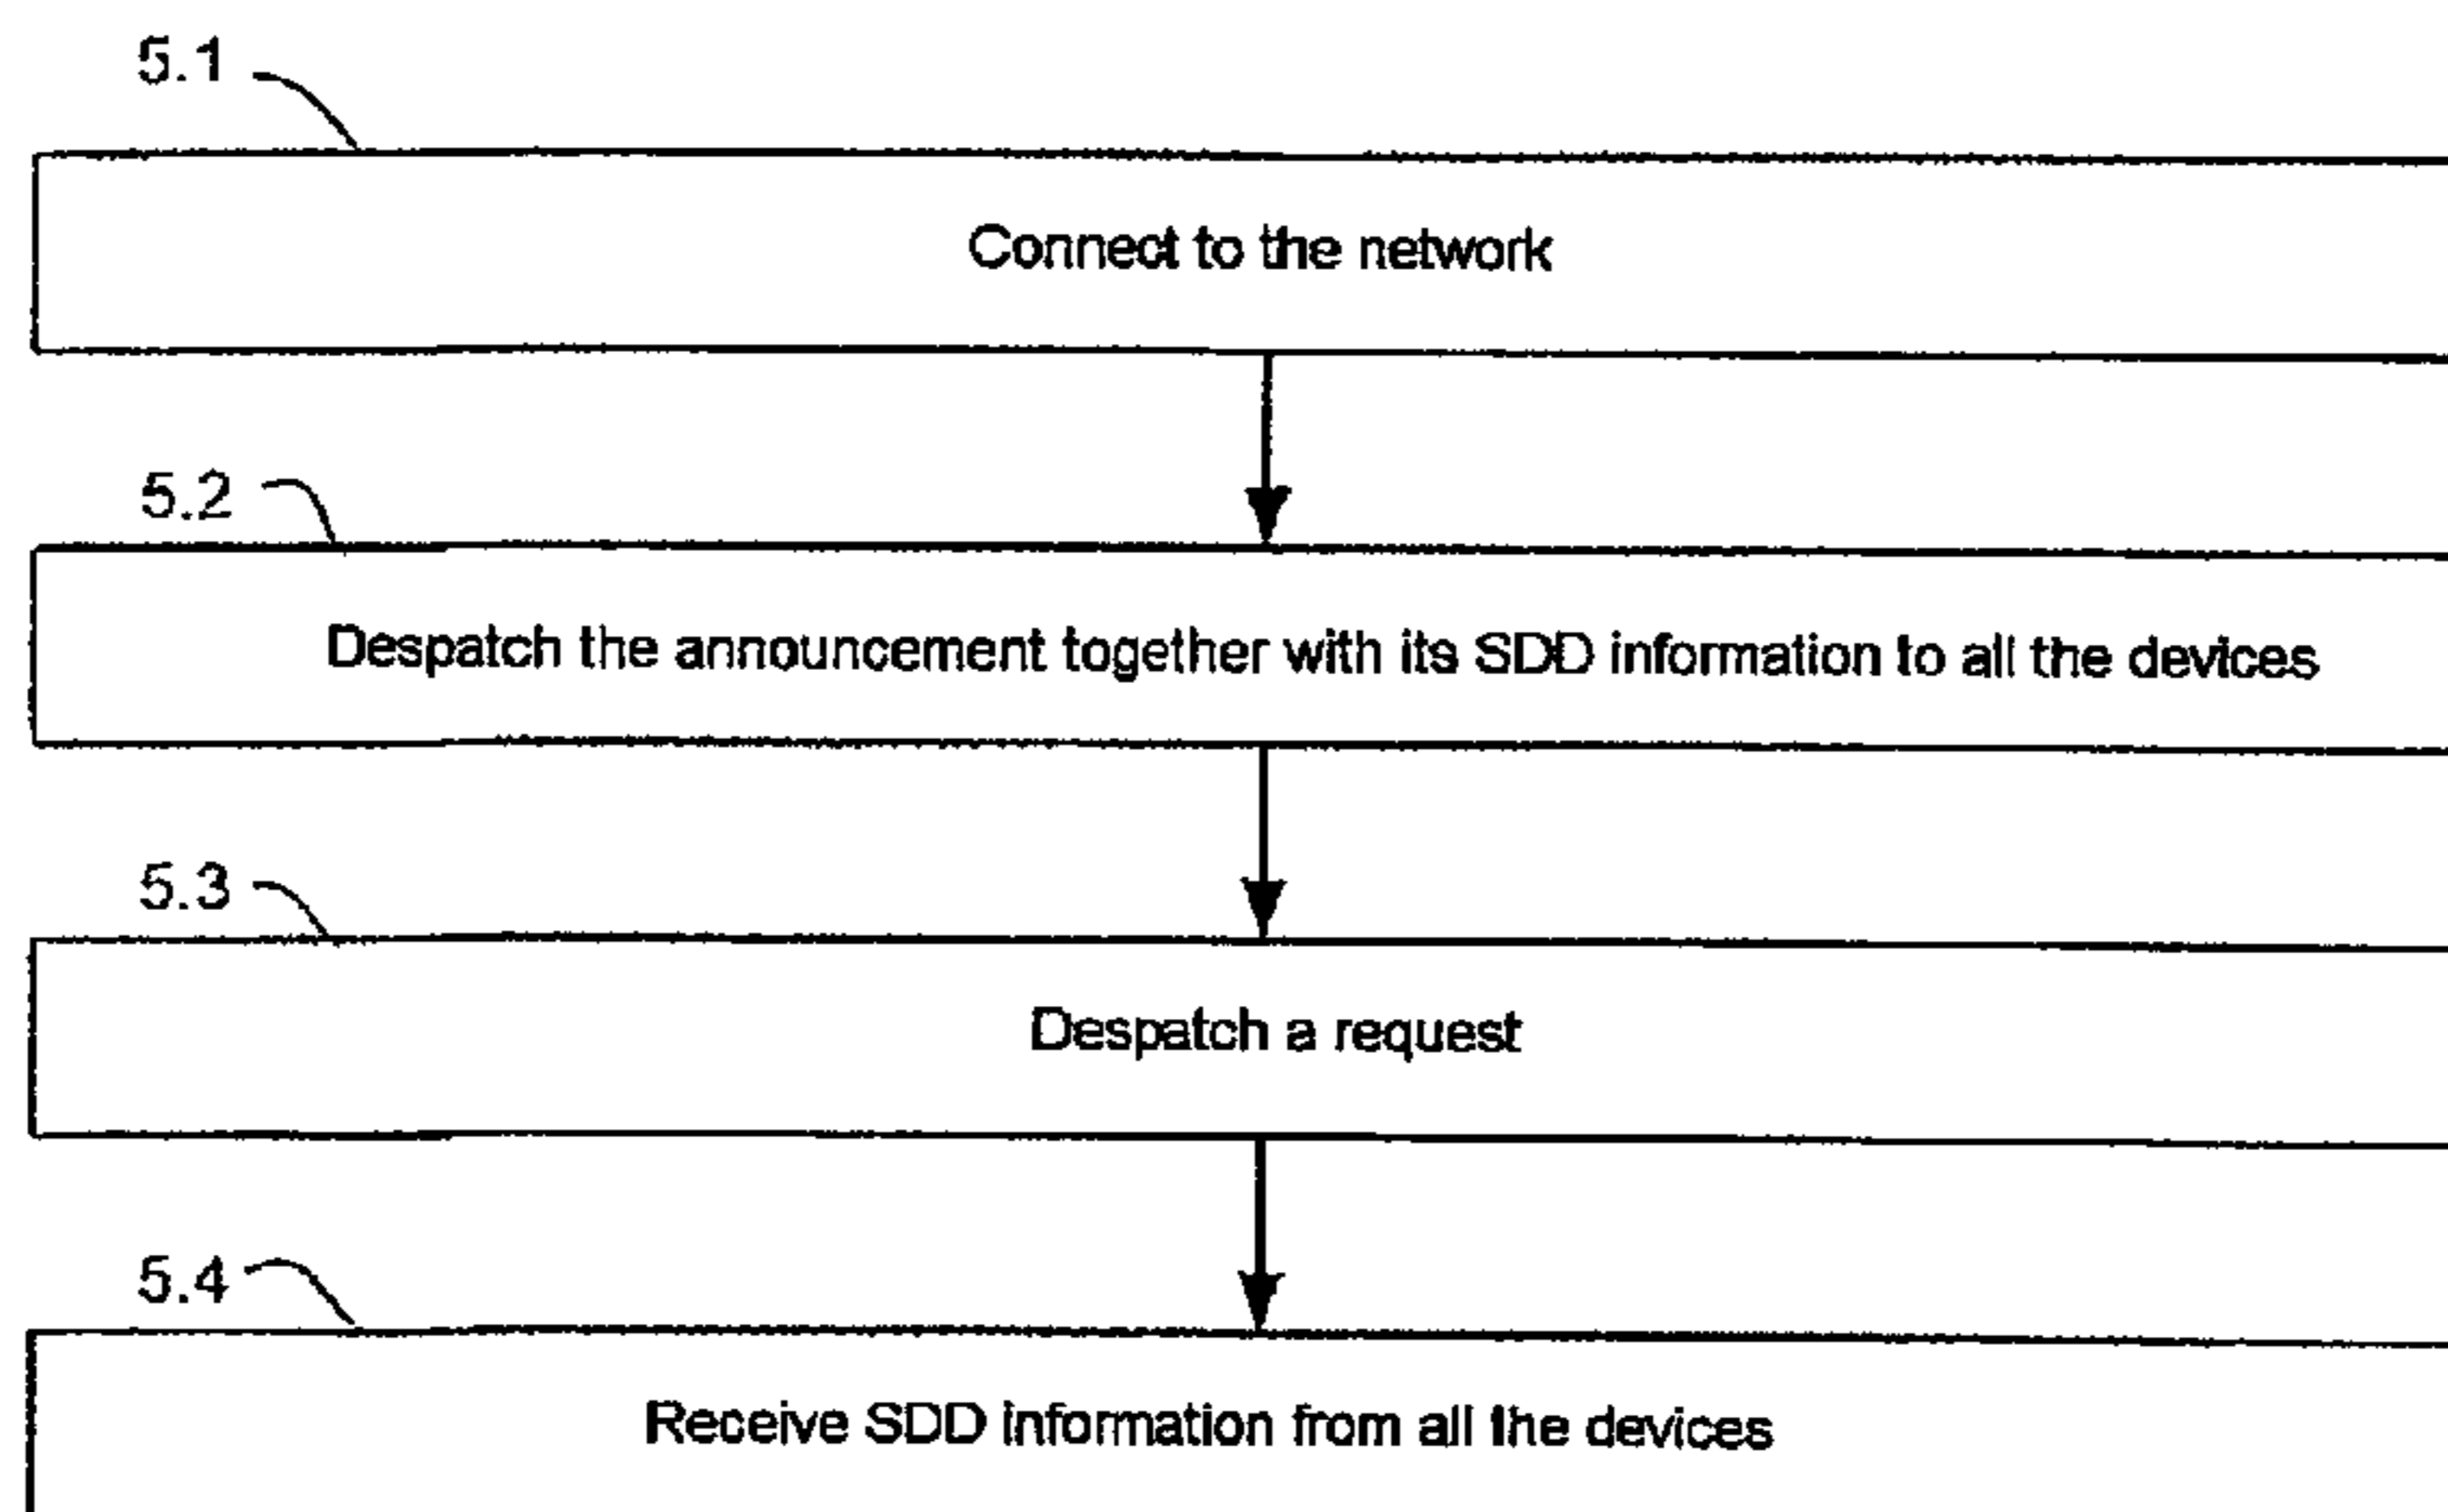 5.1
Connect to the network
5.2
Despatch the announcement together with its SDD information to all the devices
5.3
Despatch a request
5.4
Receive SDD information from all the devices